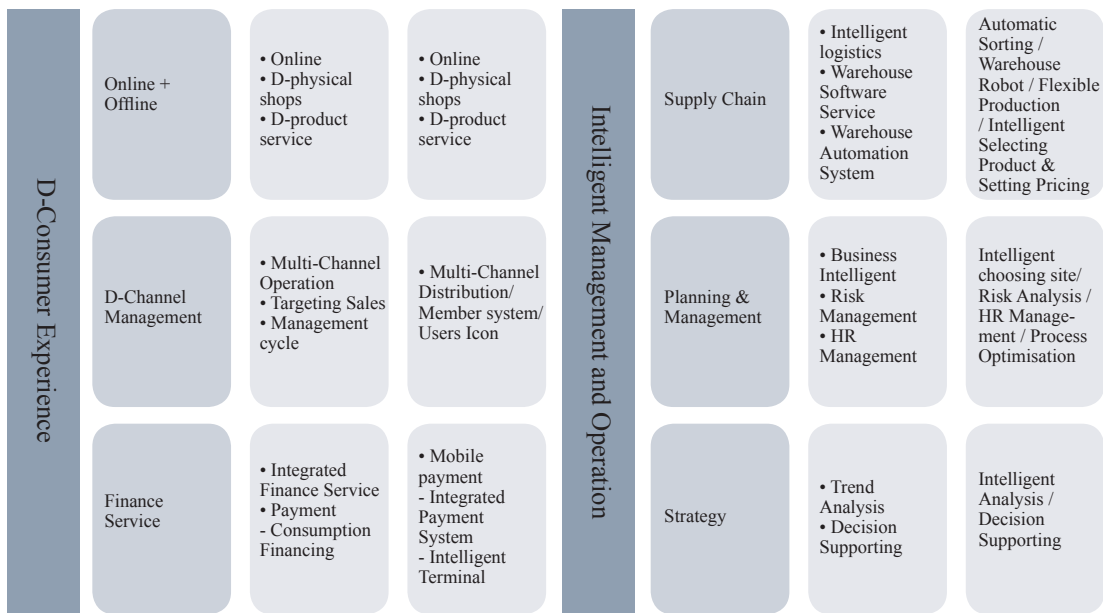 D-Consumer Experience
Online +
Offline
• Online
• D-physical
shops
• D-product
service
• Online
• D-physical
shops
• D-product
service
D-Channel
Management
• Multi-Channel
Operation
• Targeting Sales
• Management
cycle
• Multi-Channel
Distribution/
Member system/
Users Icon
Finance
Service
• Integrated
Finance Service
• Payment
- Consumption
Financing
• Mobile
payment
- Integrated
Payment
System
- Intelligent
Terminal
Intelligent Management and Operation
Supply Chain
• Intelligent
logistics
• Warehouse
Software
Service
• Warehouse
Automation
System
Automatic
Sorting /
Warehouse
Robot / Flexible
Production
/ Intelligent
Selecting
Product &
Setting Pricing
Planning &
Management
• Business
Intelligent
• Risk
Management
• HR
Management
Intelligent
choosing site/
Risk Analysis /
HR Manage-
ment / Process
Optimisation
Strategy
• Trend
Analysis
• Decision
Supporting
Intelligent
Analysis /
Decision
Supporting